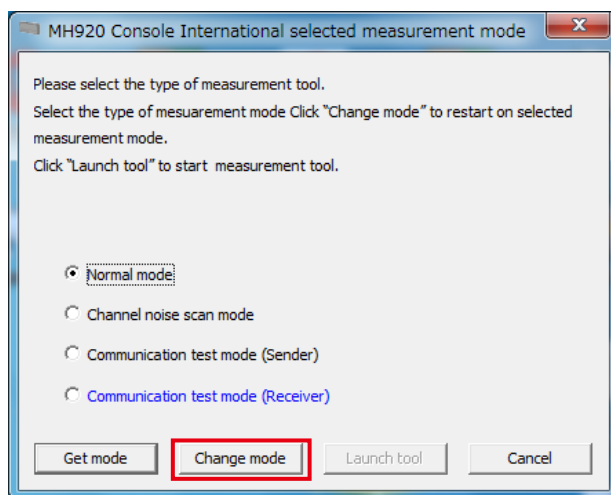 MH920 Console International selected measurement mode
Please select the type of measurement tool.
Select the type of mesuarement mode Click “Change mode” to restart on selected
measurement mode.
Click “Launch tool” to start measurement tool.
Normal mode
Channel noise scan mode
Communication test mode (Sender)
Communication test mode (Receiver)
Get mode Change mode Launch tool Cancel